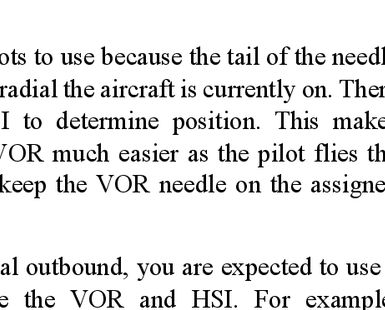 ots to use because the tail of the needl
radial the aircraft is currently on. Ther
I to determine position. This make
VOR much easier as the pilot flies th
keep the VOR needle on the assigne
al outbound, you are expected to use
e the VOR and HSI. For example